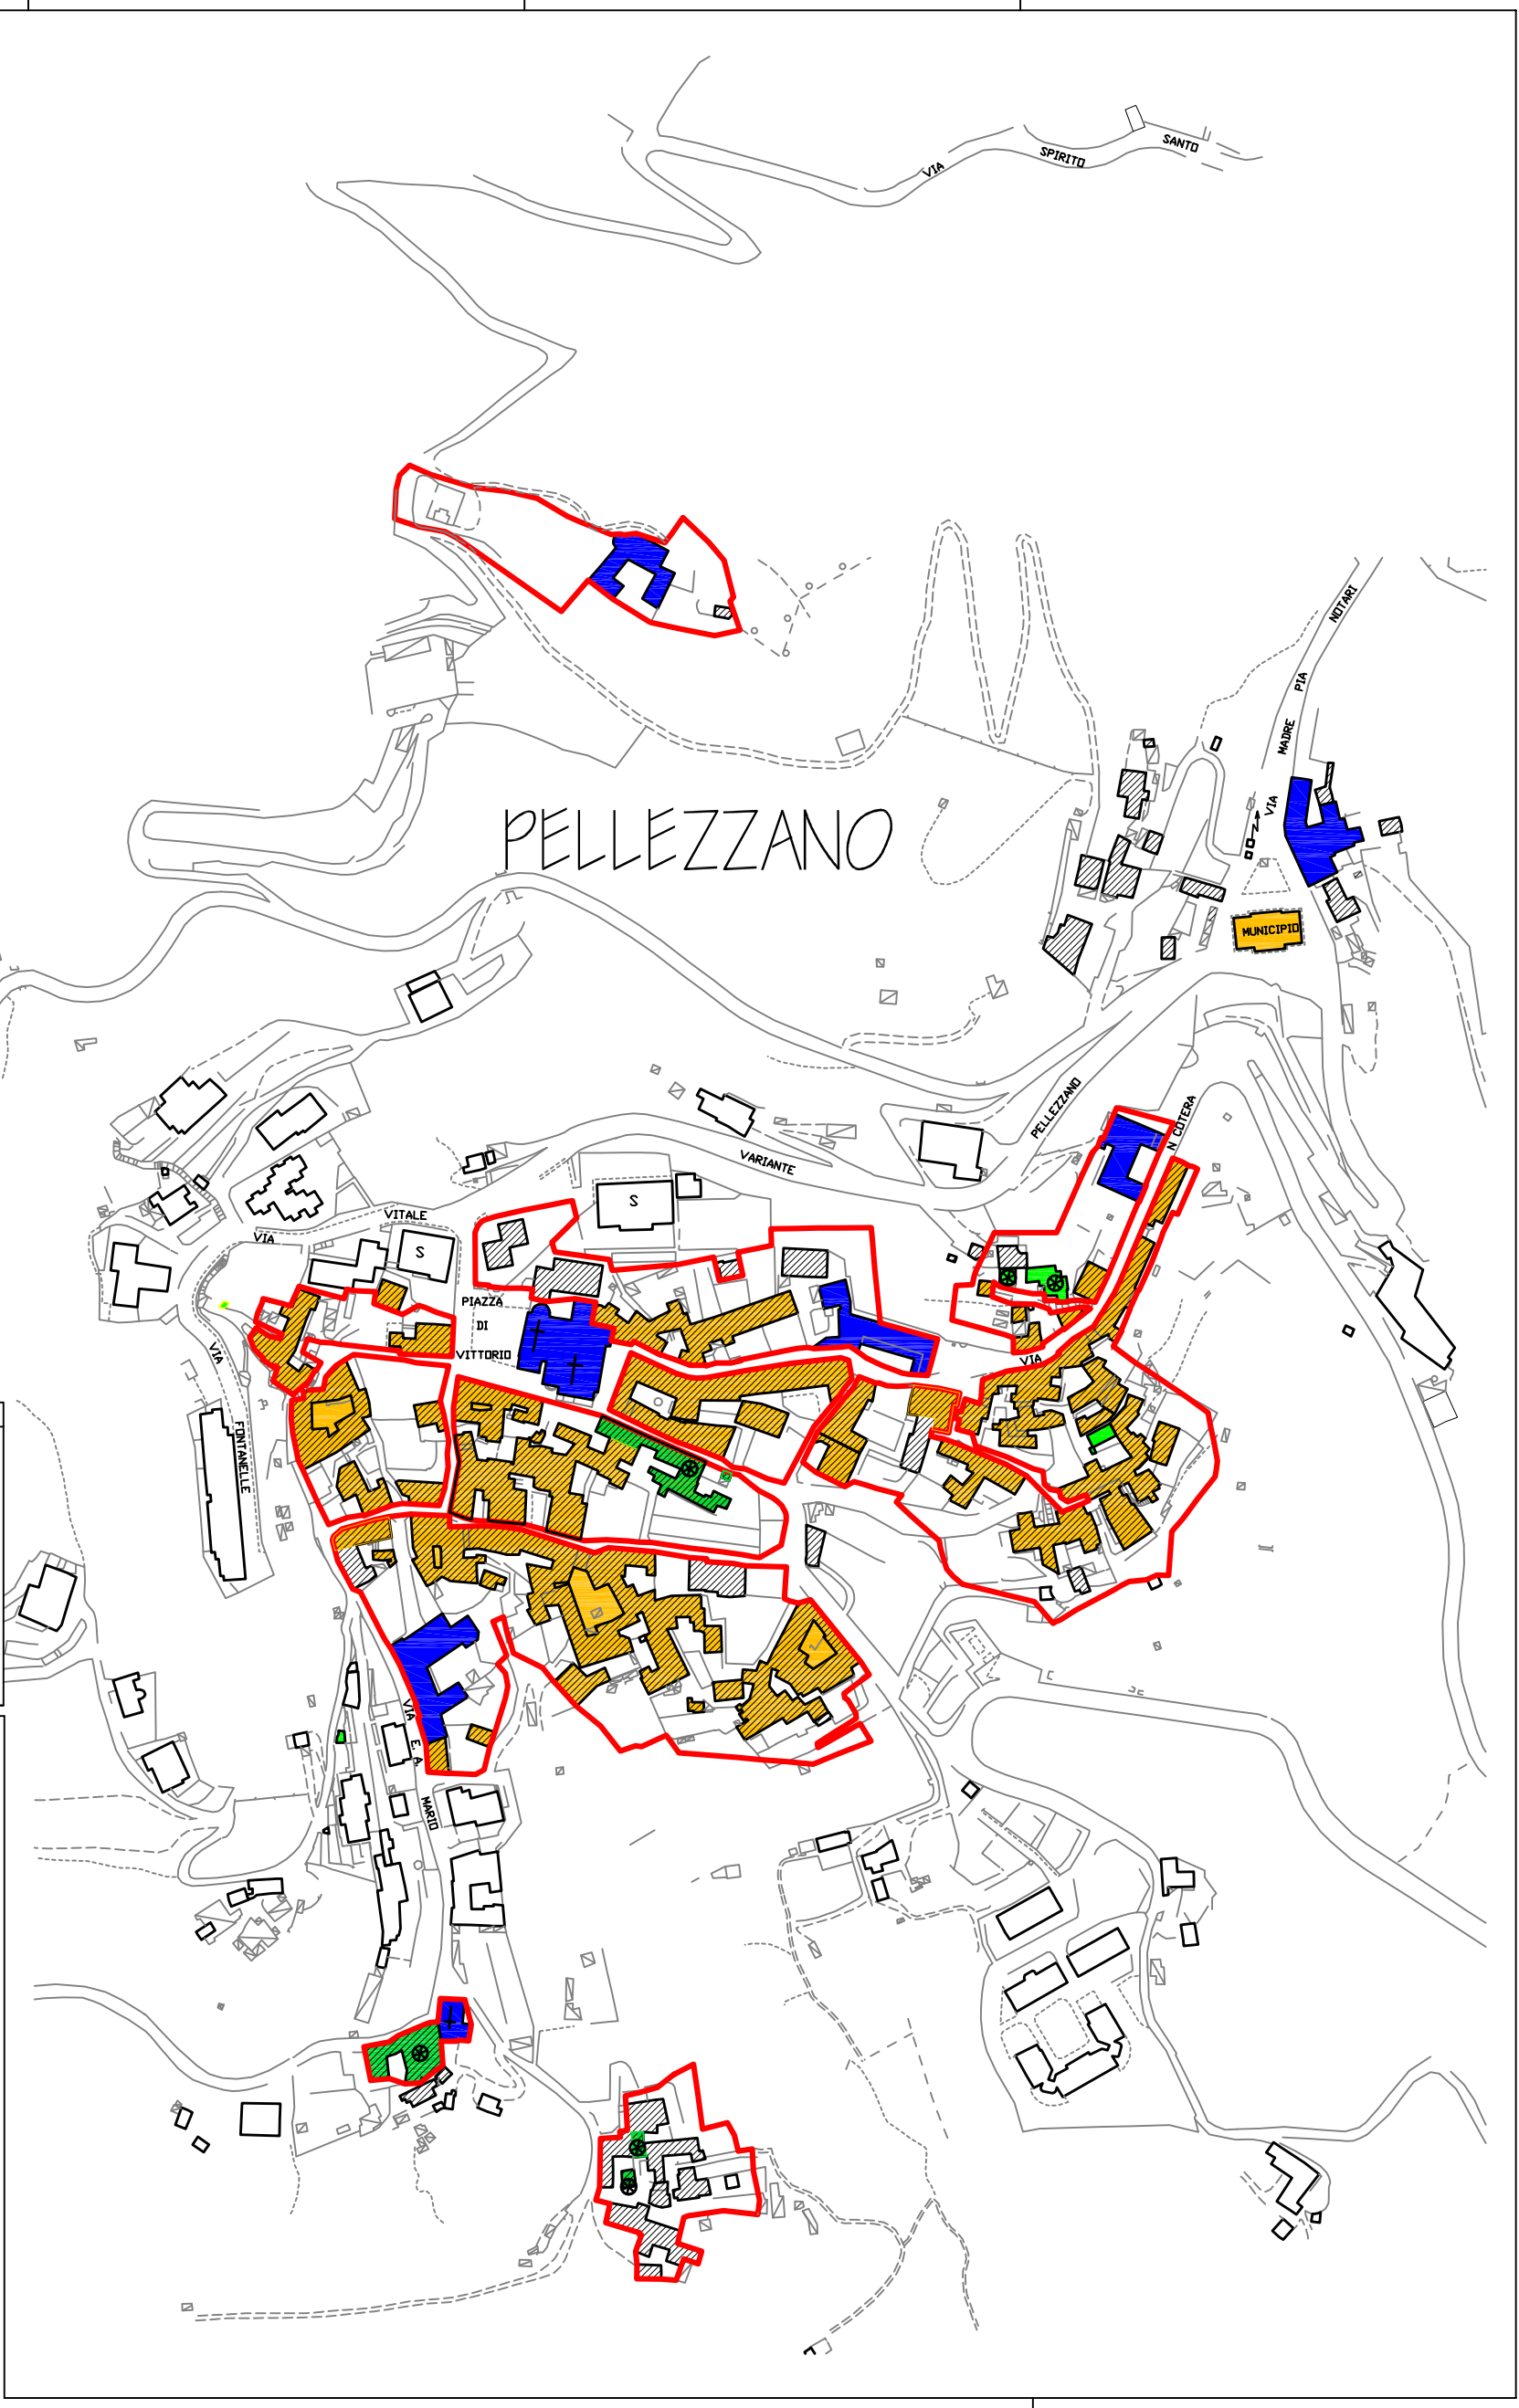 VIA SPIRITO SANTO
VIA MADRE PIA NOTARI
PELLEZZANO
MUNICIPIO
N
VARIANTE PELLEZZANO
VIA N COTERA
S
VIA VITALE
S
PIAZZA
DI
VITTORIO
VIA FONTANELLE
VIA E. A. MARIO